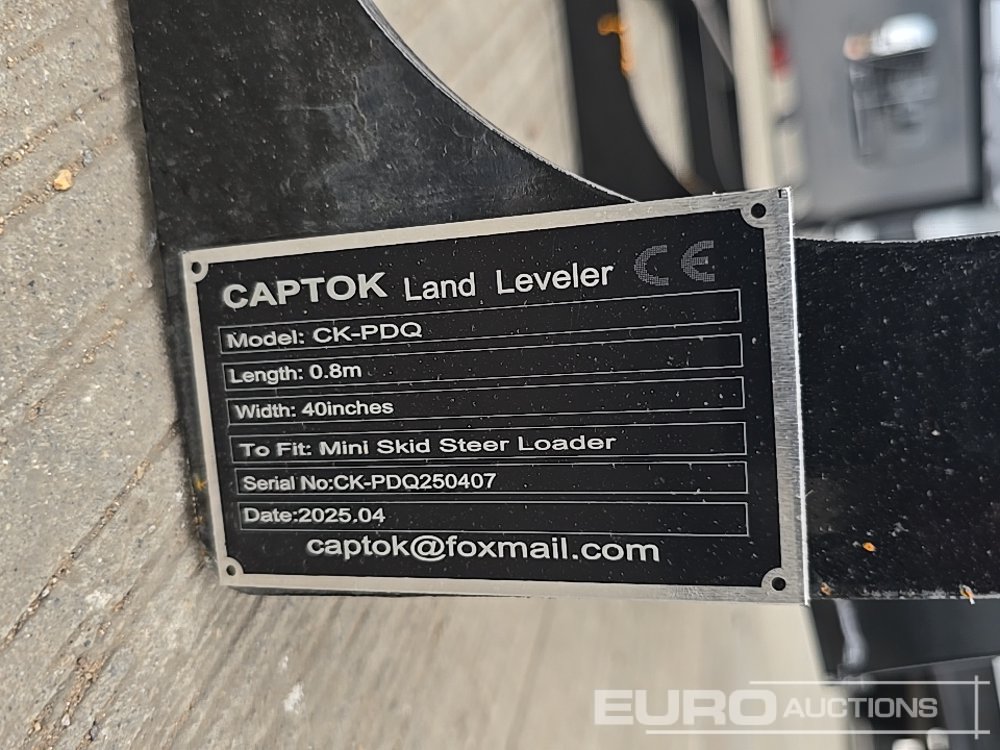 CAPTOK Land Leveler CE
Model: CK-PDQ
Length: 0.8m
Width: 40inches
To Fit: Mini Skid Steer Loader
Serial No:CK-PDQ250407
Date:2025.04
captok@foxmail.com
EURO AUCTIONS